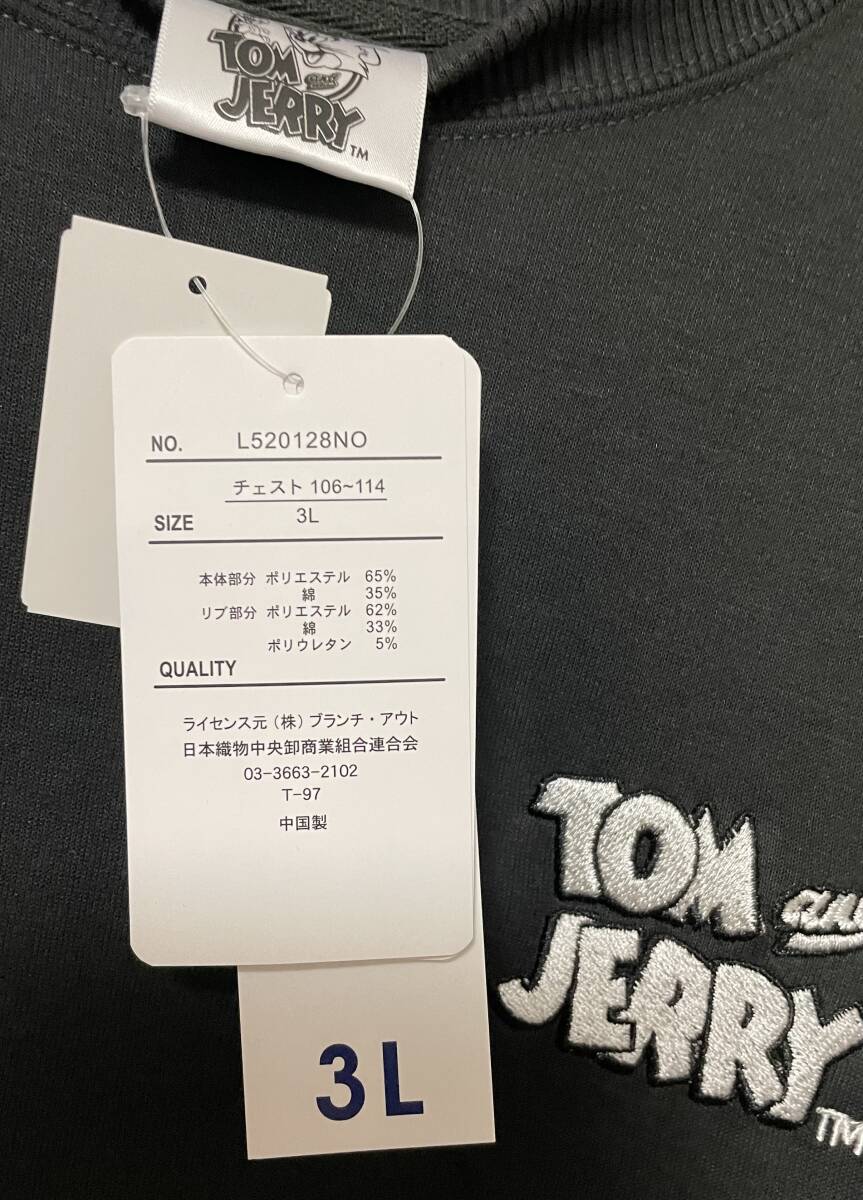 TOM and
JERRY™
NO. L520128NO
チェスト 106~114
SIZE 3L
本体部分 ポリエステル 65%
綿 35%
リブ部分 ポリエステル 62%
綿 33%
ポリウレタン 5%
QUALITY
ライセンス元（株）ブランチ・アウト
日本織物中央卸商業組合連合会
03-3663-2102
T-97
中国製
3L
TOM and
JERRY™